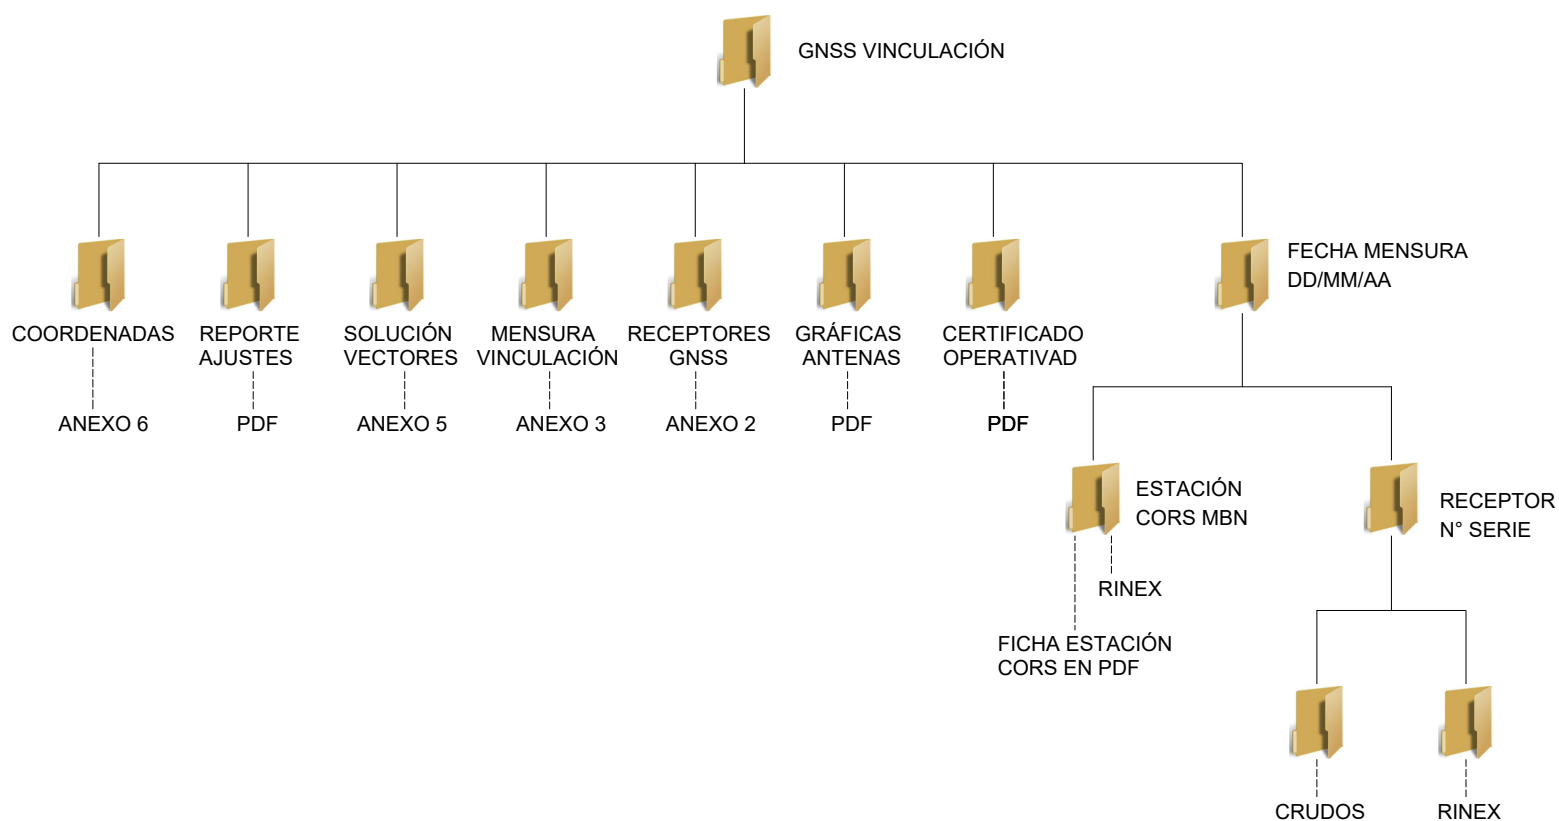 GNSS VINCULACIÓN
FECHA MENSURA
DD/MM/AA
COORDENADAS
REPORTE
AJUSTES
SOLUCIÓN
VECTORES
MENSURA
VINCULACIÓN
RECEPTORES
GNSS
GRÁFICAS
ANTENAS
CERTIFICADO
OPERATIVAD
ANEXO 6
PDF
ANEXO 5
ANEXO 3
ANEXO 2
PDF
PDF
ESTACIÓN
CORS MBN
RECEPTOR
N° SERIE
RINEX
FICHA ESTACIÓN
CORS EN PDF
CRUDOS
RINEX